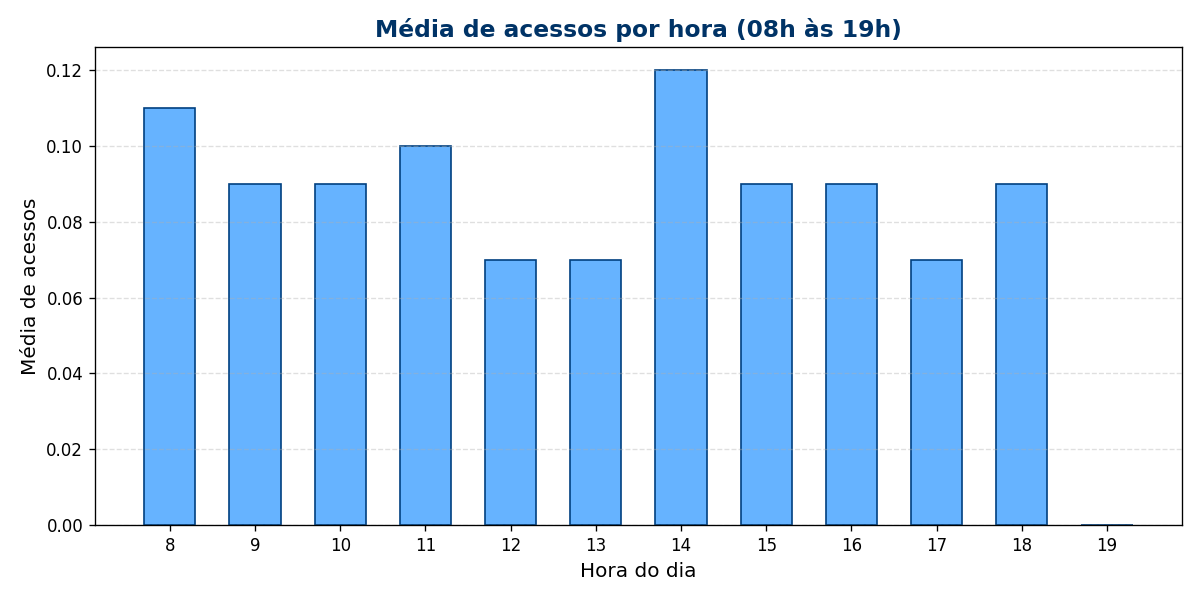 Média de acessos por hora (08h às 19h)
Média de acessos
0.12
0.10
0.08
0.06
0.04
0.02
0.00
8 9 10 11 12 13 14 15 16 17 18 19
Hora do dia